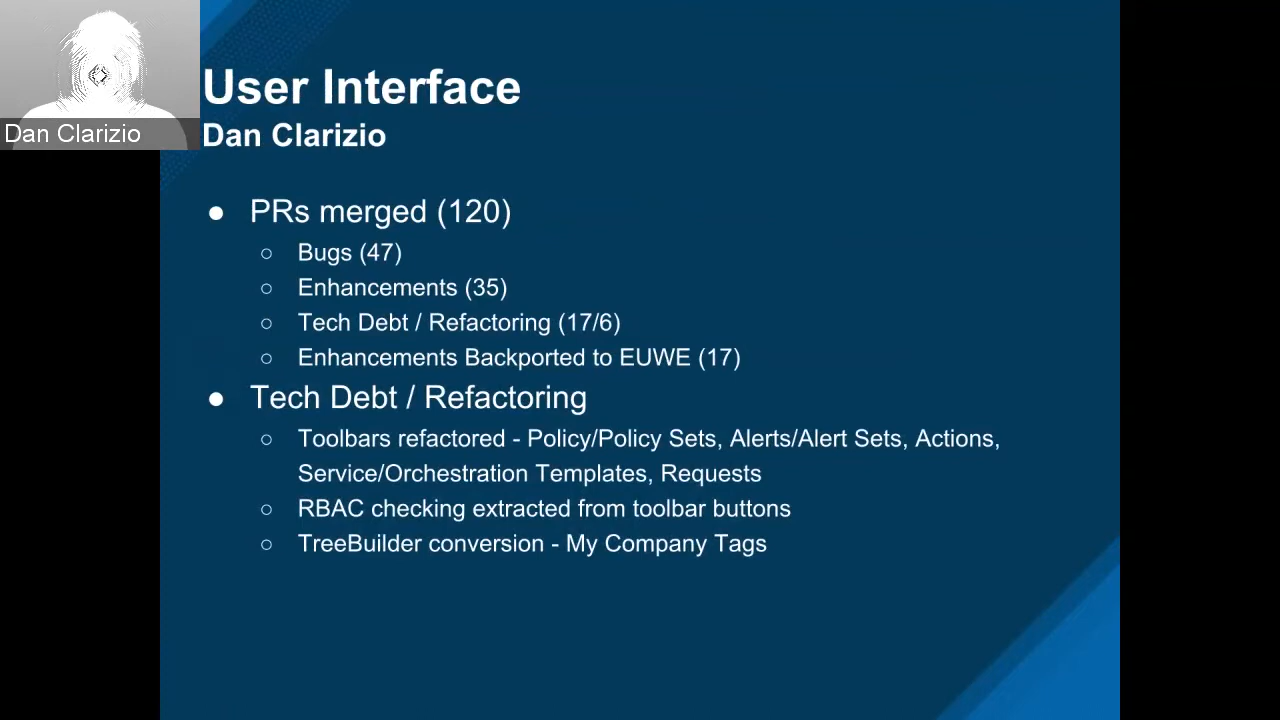 User Interface
Dan Clarizio
Dan Clarizio
● PRs merged (120)
○ Bugs (47)
○ Enhancements (35)
○ Tech Debt / Refactoring (17/6)
○ Enhancements Backported to EUWE (17)
● Tech Debt / Refactoring
○ Toolbars refactored - Policy/Policy Sets, Alerts/Alert Sets, Actions,
Service/Orchestration Templates, Requests
○ RBAC checking extracted from toolbar buttons
○ TreeBuilder conversion - My Company Tags